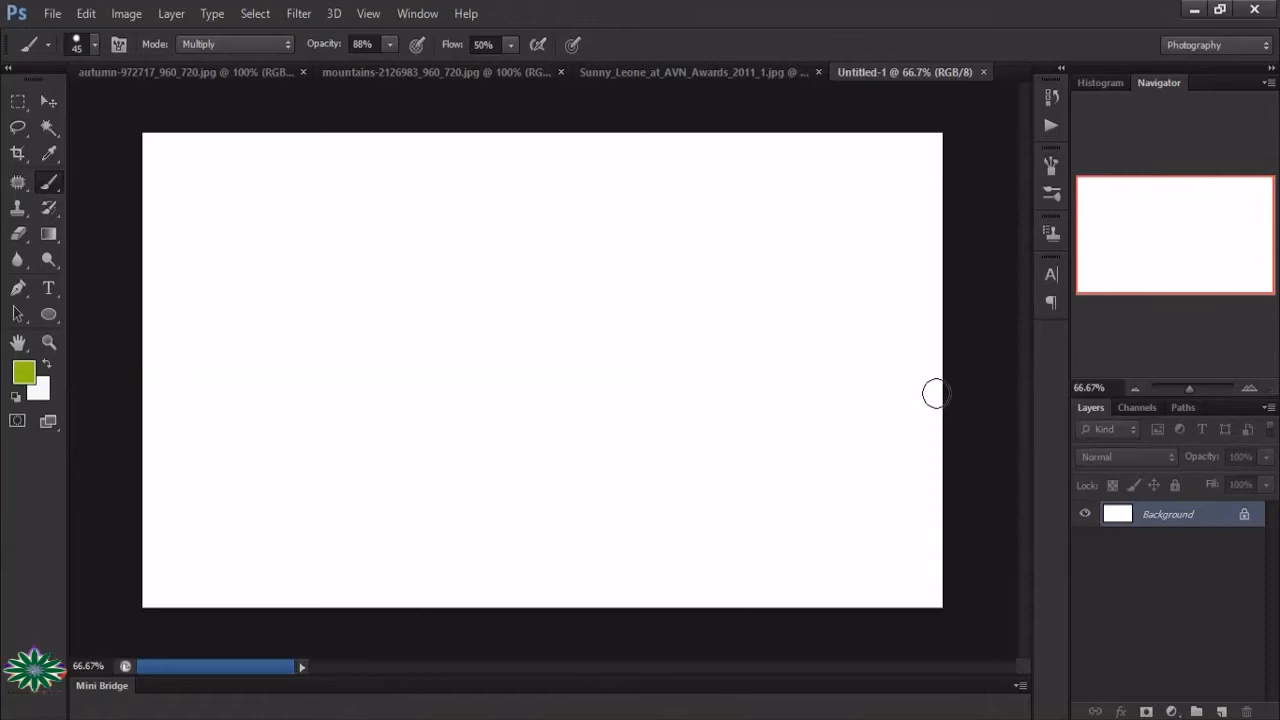 Ps File Edit Image Layer Type Select Filter 3D View Window Help
45 Mode: Multiply Opacity: 88% Flow: 50% Photography
autumn-972717_960_720.jpg @ 100% (RGB... × mountains-2126983_960_720.jpg @ 100% (RG... × Sunny_Leone_at_AVN_Awards_2011_1.jpg @ ... × Untitled-1 @ 66.7% (RGB/8) ×
Histogram Navigator
66.67%
Layers Channels Paths
Kind
Normal Opacity: 100%
Lock: Fill: 100%
Background
66.67%
Mini Bridge